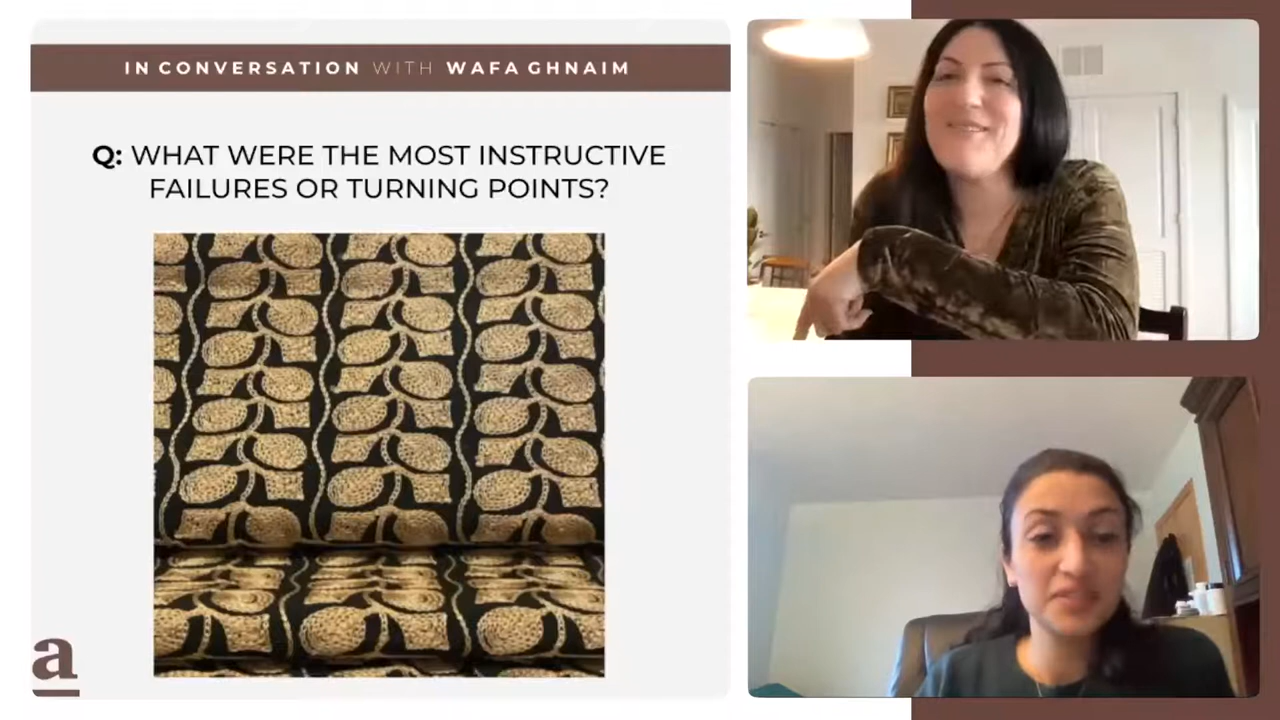 IN CONVERSATION WITH WAFA GHNAIM
Q: WHAT WERE THE MOST INSTRUCTIVE
FAILURES OR TURNING POINTS?
a